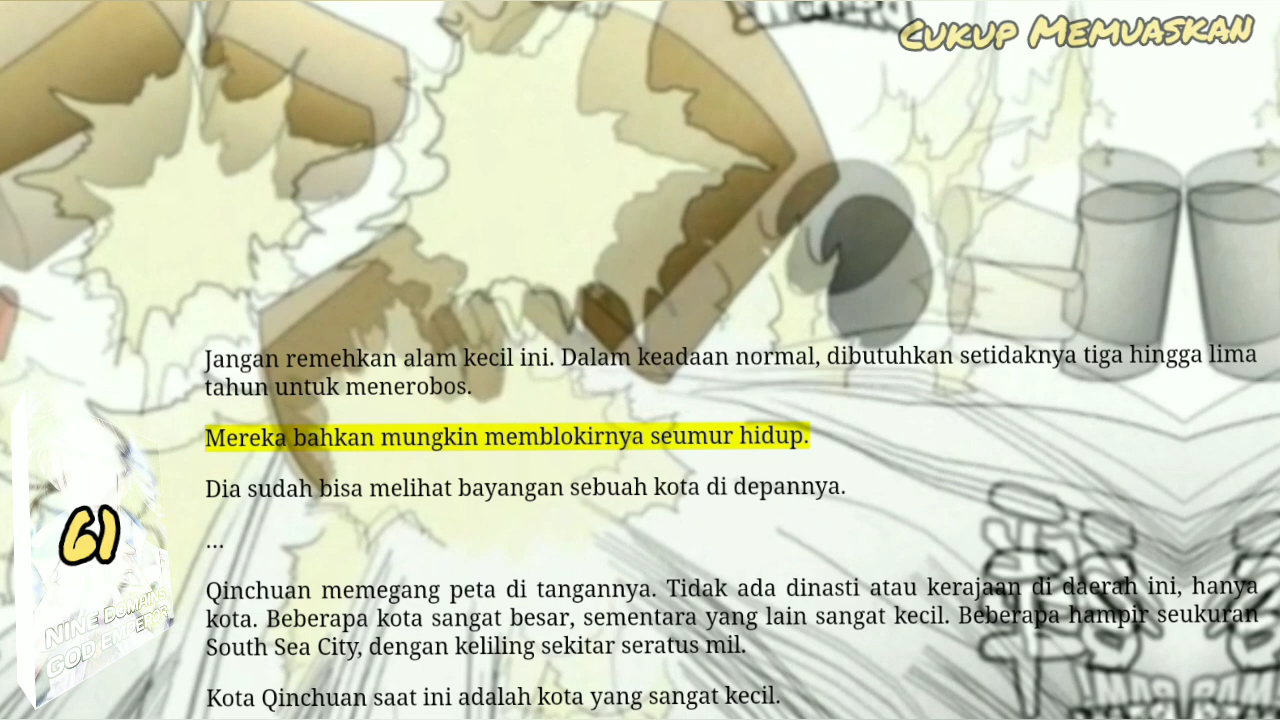 Cukup Memuaskan
Jangan remehkan alam kecil ini. Dalam keadaan normal, dibutuhkan setidaknya tiga hingga lima
tahun untuk menerobos.
Mereka bahkan mungkin memblokirnya seumur hidup.
Dia sudah bisa melihat bayangan sebuah kota di depannya.
...
Qinchuan memegang peta di tangannya. Tidak ada dinasti atau kerajaan di daerah ini, hanya
kota. Beberapa kota sangat besar, sementara yang lain sangat kecil. Beberapa hampir seukuran
South Sea City, dengan keliling sekitar seratus mil.
Kota Qinchuan saat ini adalah kota yang sangat kecil.
61
NINE DOMAINS
GOD EMPEROR